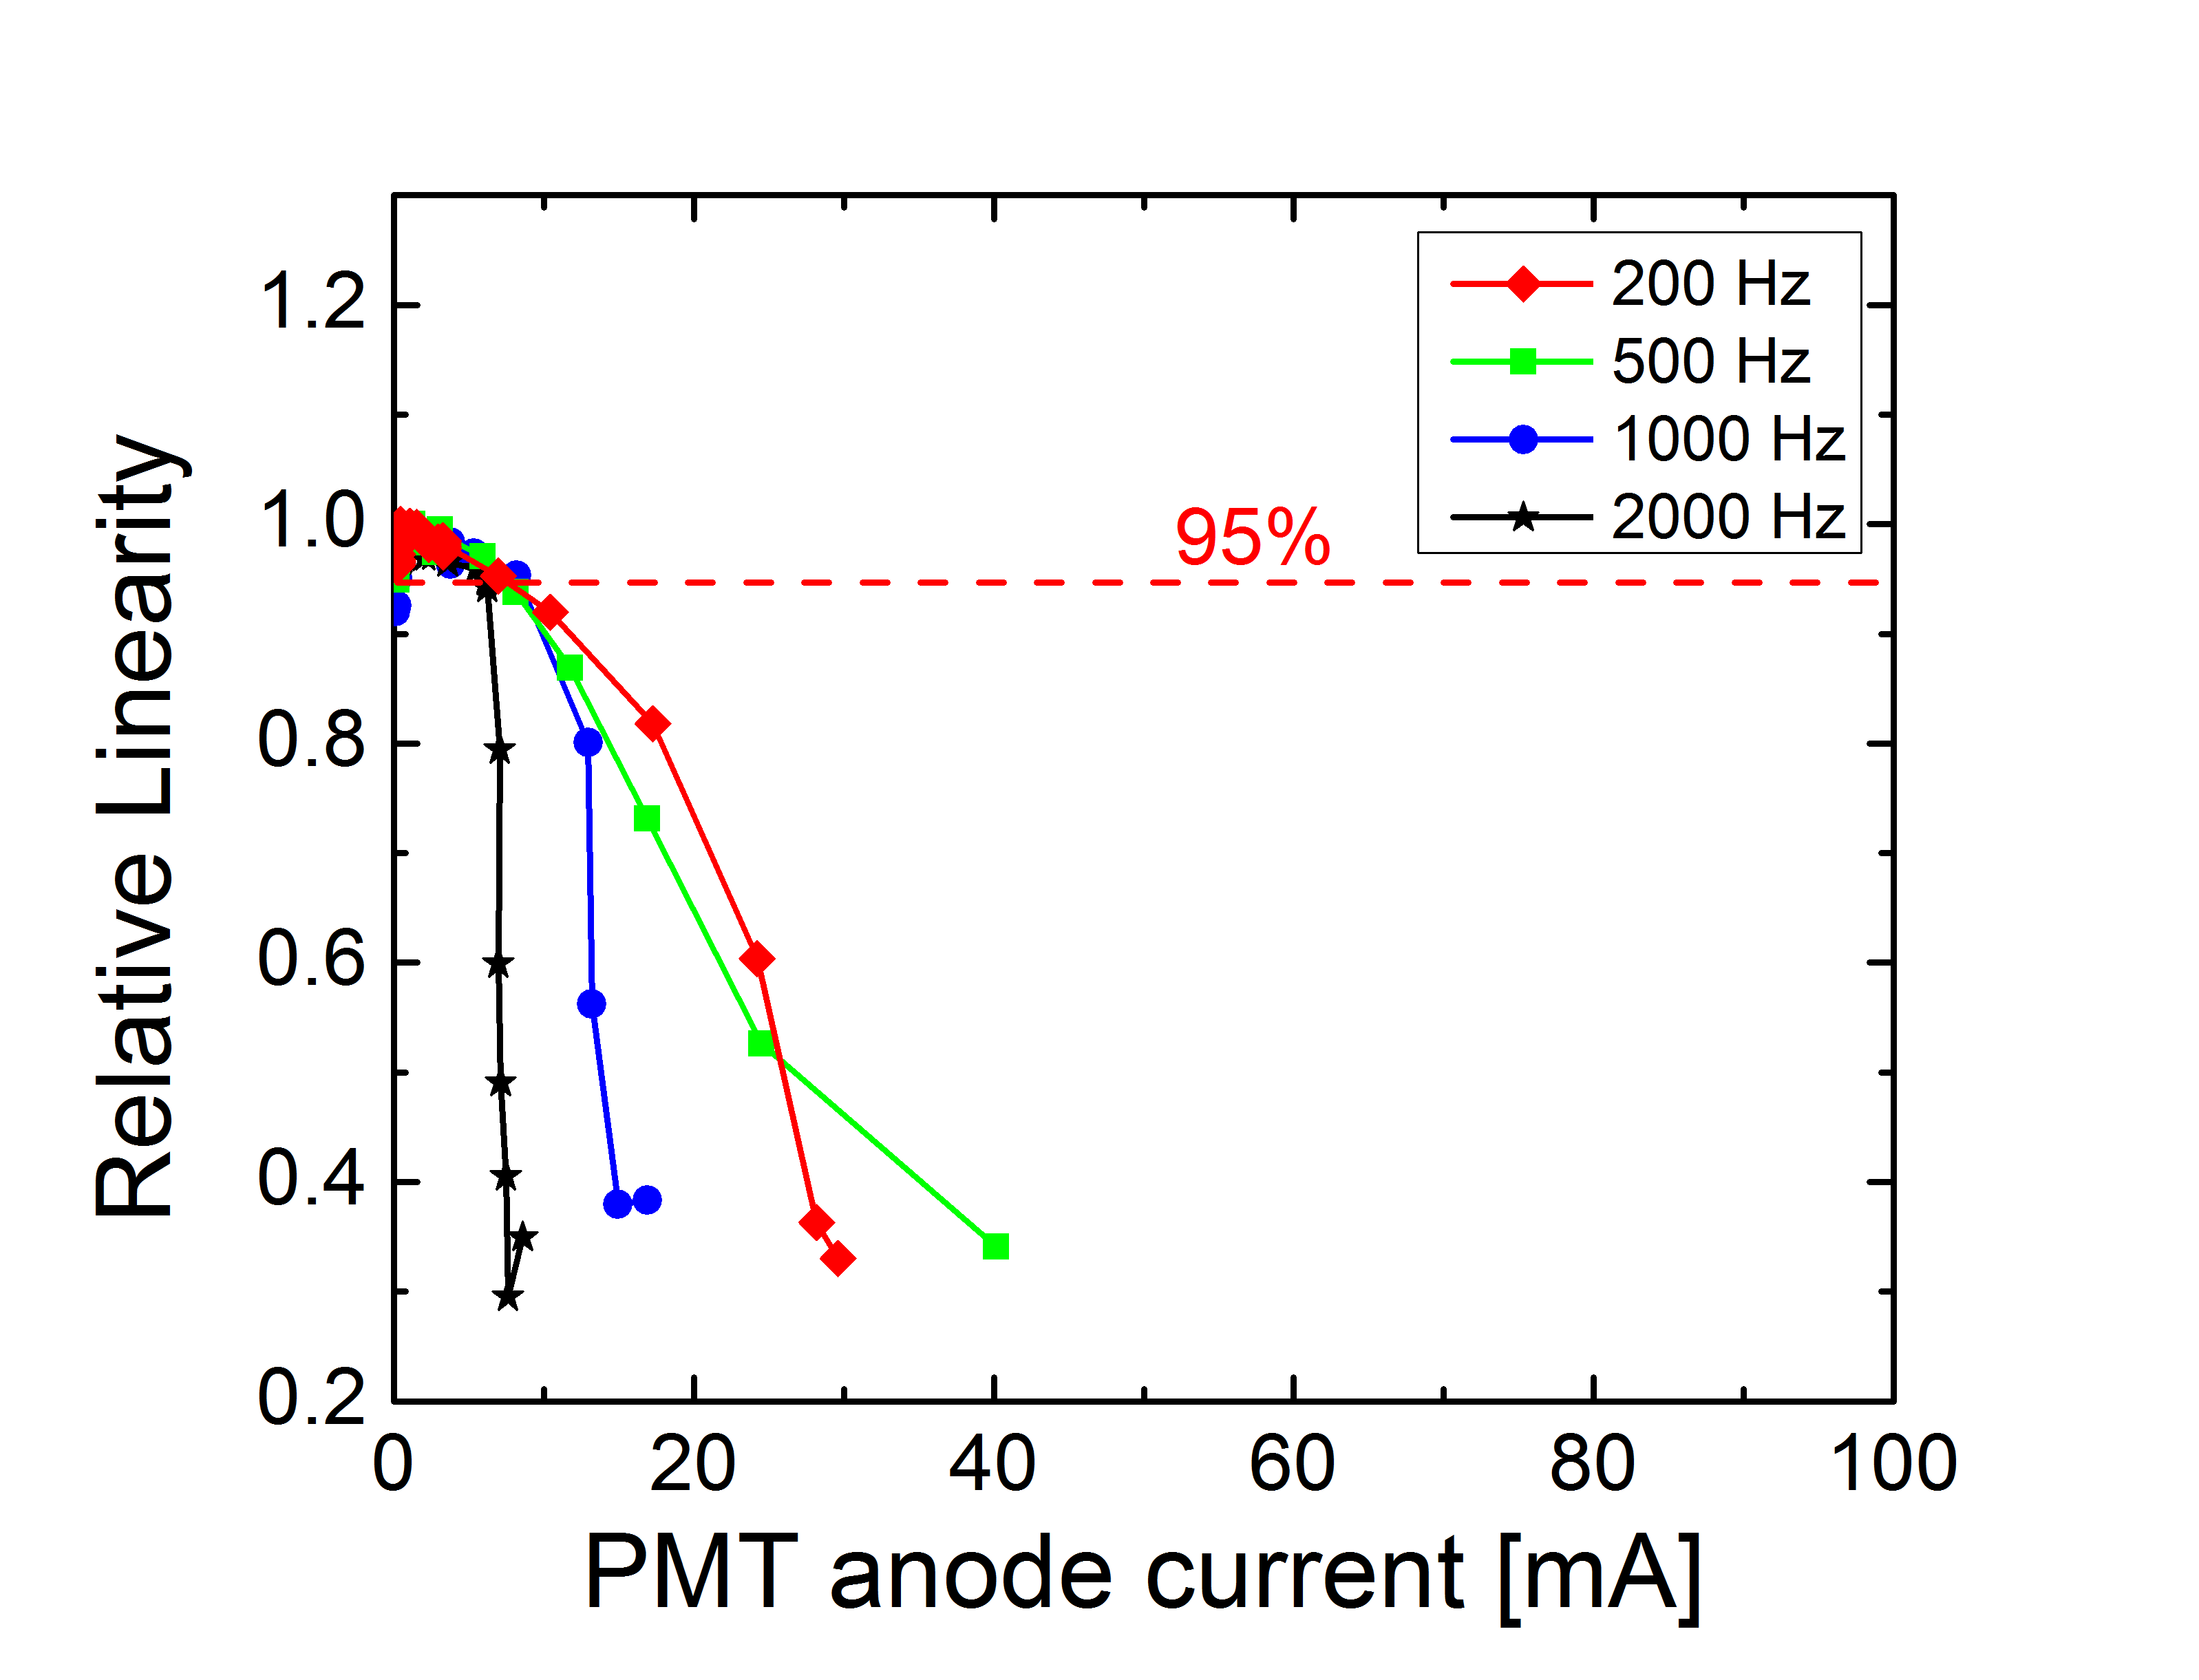 200 Hz
500 Hz
1000 Hz
2000 Hz
95%
1.2
1.0
0.8
0.6
0.4
0.2
0 20 40 60 80 100
Relative Linearity
PMT anode current [mA]